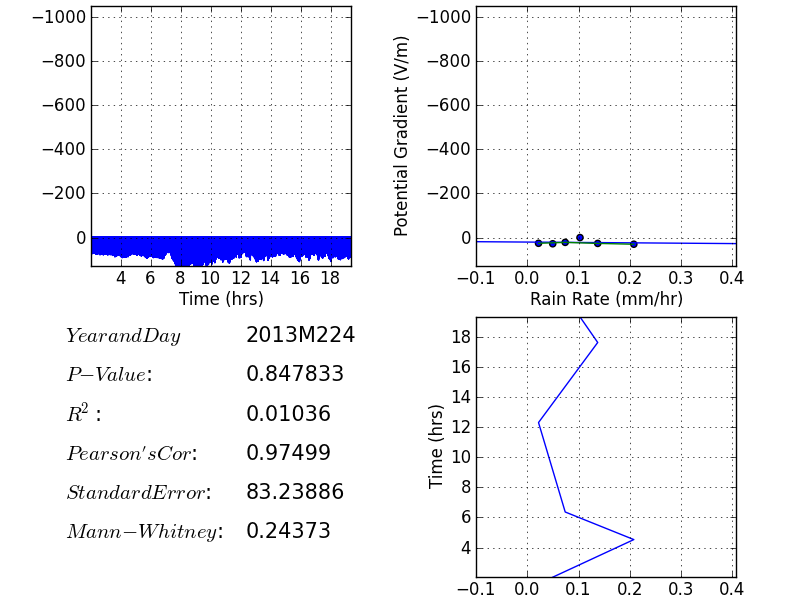 −1000
−800
−600
−400
−200
0
4 6 8 10 12 14 16 18
Time (hrs)
Potential Gradient (V/m)
−1000
−800
−600
−400
−200
0
−0.1 0.0 0.1 0.2 0.3 0.4
Rain Rate (mm/hr)
YearandDay 2013M224
P−Value: 0.847833
R²: 0.01036
Pearson'sCor: 0.97499
StandardError: 83.23886
Mann−Whitney: 0.24373
Time (hrs)
18
16
14
12
10
8
6
4
−0.1 0.0 0.1 0.2 0.3 0.4